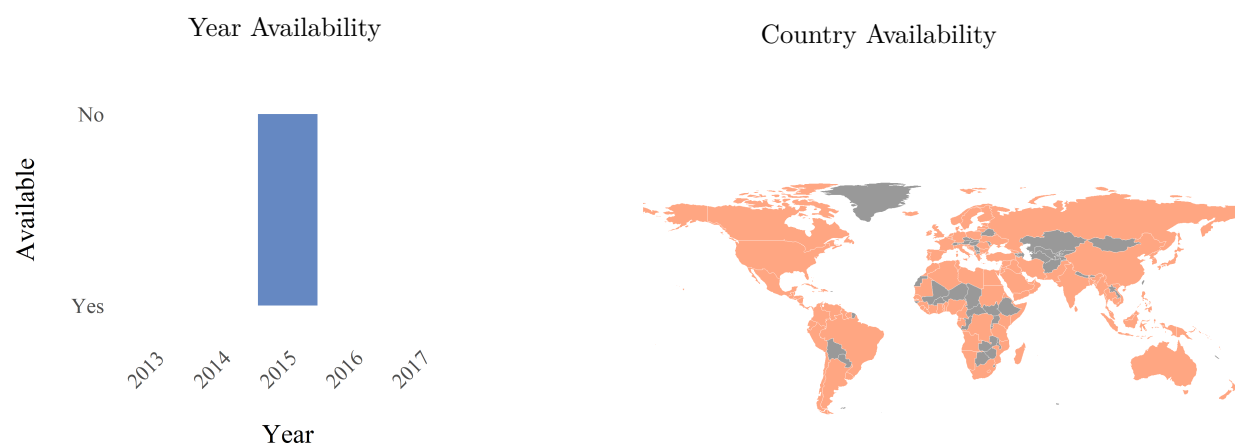 Year Availability
Available
No
Yes
2013
2014
2015
2016
2017
Year
Country Availability